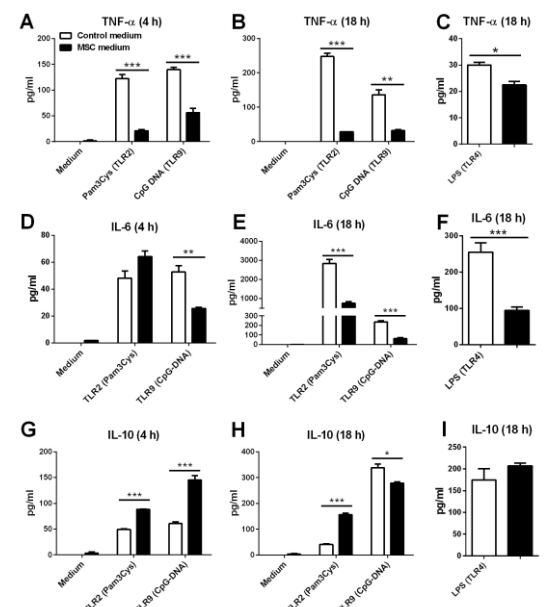 A
TNF-α (4 h)
Control medium
MSC medium
pg/ml
200
150
100
50
0
***
***
Medium
Pam3Cys (TLR2)
CpG DNA (TLR9)
B
TNF-α (18 h)
pg/ml
300
200
100
0
***
**
Medium
Pam3Cys (TLR2)
CpG DNA (TLR9)
C
TNF-α (18 h)
pg/ml
40
30
20
10
0
*
LPS (TLR4)
D
IL-6 (4 h)
pg/ml
80
60
40
20
0
**
Medium
TLR2 (Pam3Cys)
TLR9 (CpG-DNA)
E
IL-6 (18 h)
pg/ml
4000
3000
2000
1000
300
200
100
0
***
***
Medium
TLR2 (Pam3Cys)
TLR9 (CpG-DNA)
F
IL-6 (18 h)
pg/ml
300
200
100
0
***
LPS (TLR4)
G
IL-10 (4 h)
pg/ml
200
150
100
50
0
***
***
Medium
TLR2 (Pam3Cys)
TLR9 (CpG-DNA)
H
IL-10 (18 h)
pg/ml
400
300
200
100
0
***
*
Medium
TLR2 (Pam3Cys)
TLR9 (CpG-DNA)
I
IL-10 (18 h)
pg/ml
250
200
150
100
50
0
LPS (TLR4)